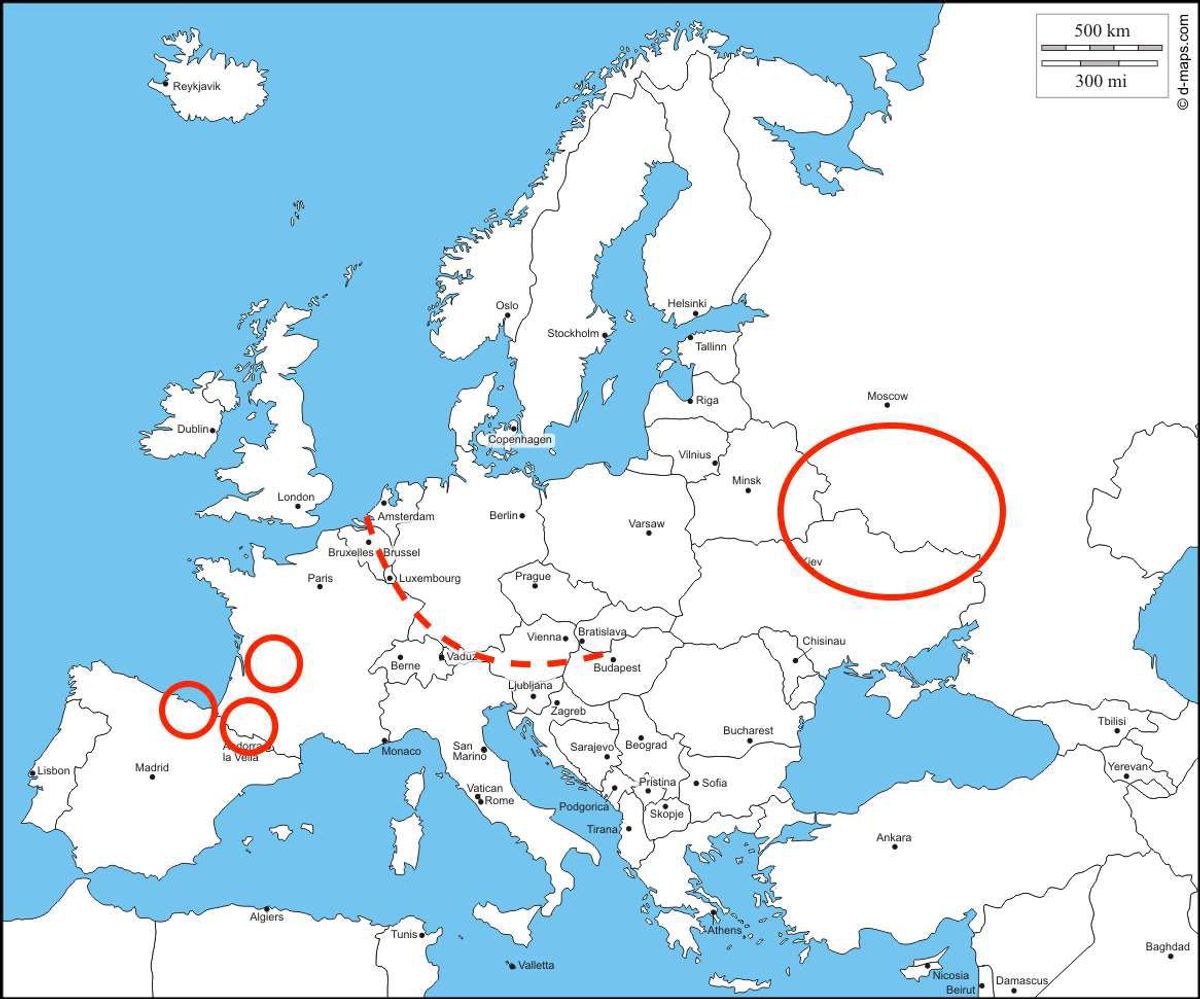 500 km
300 mi
© d-maps.com
Reykjavik
Oslo
Helsinki
Stockholm
Tallinn
Riga
Moscow
Dublin
Copenhagen
Vilnius
Minsk
London
Amsterdam
Berlin
Varsaw
Bruxelles
Brussel
Kiev
Paris
Luxembourg
Prague
Vienna
Bratislava
Chisinau
Berne
Vaduz
Budapest
Ljubljana
Zagreb
Tbilisi
Bucharest
Andorra
la Vella
Monaco
San
Marino
Sarajevo
Beograd
Lisbon
Madrid
Yerevan
Vatican
Rome
Pristina
Sofia
Podgorica
Skopje
Tirana
Ankara
Algiers
Tunis
Athens
Baghdad
Valletta
Nicosia
Beirut
Damascus